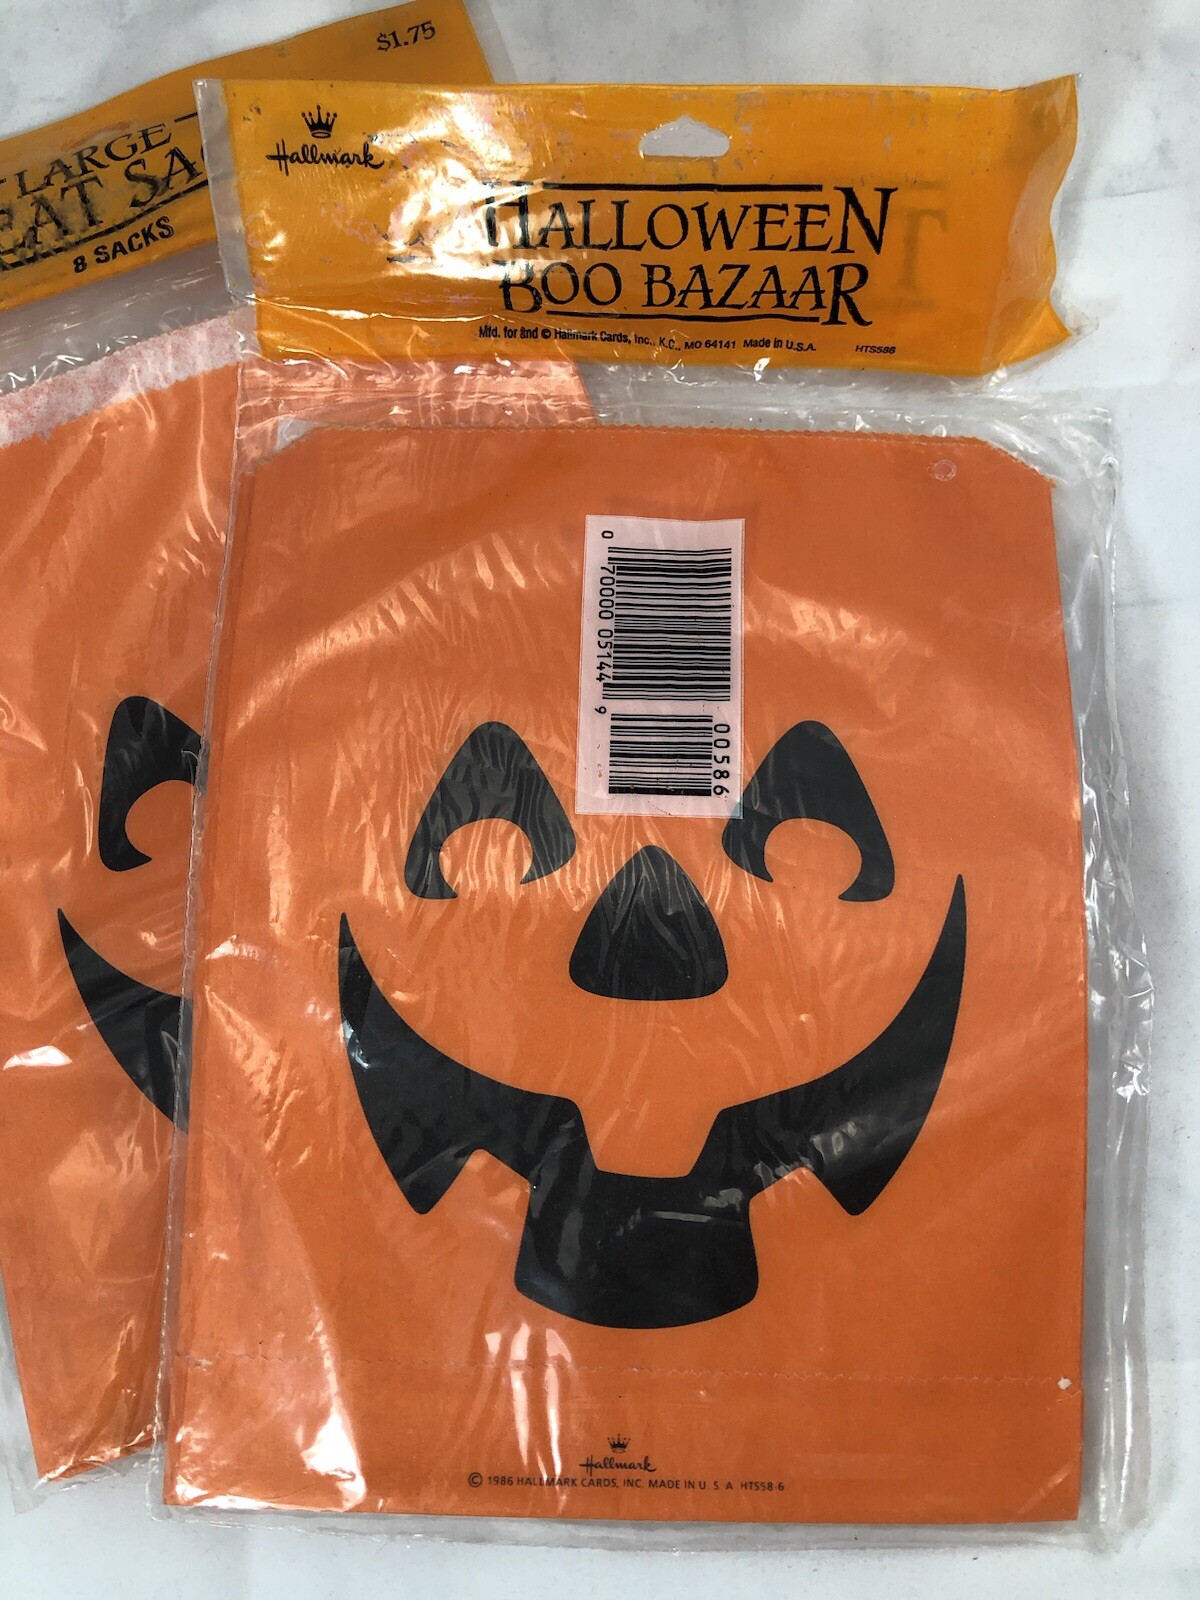 $1.75
LARGE
EAT SA
8 SACKS
Hallmark
HALLOWEEN
BOO BAZAAR
Mfd. for and © Hallmark Cards, Inc., K.C., MO 64141 Made in U.S.A. HTS586
0 70000 05144 9
00586
Hallmark
© 1986 HALLMARK CARDS, INC. MADE IN U. S. A. HTS58-6